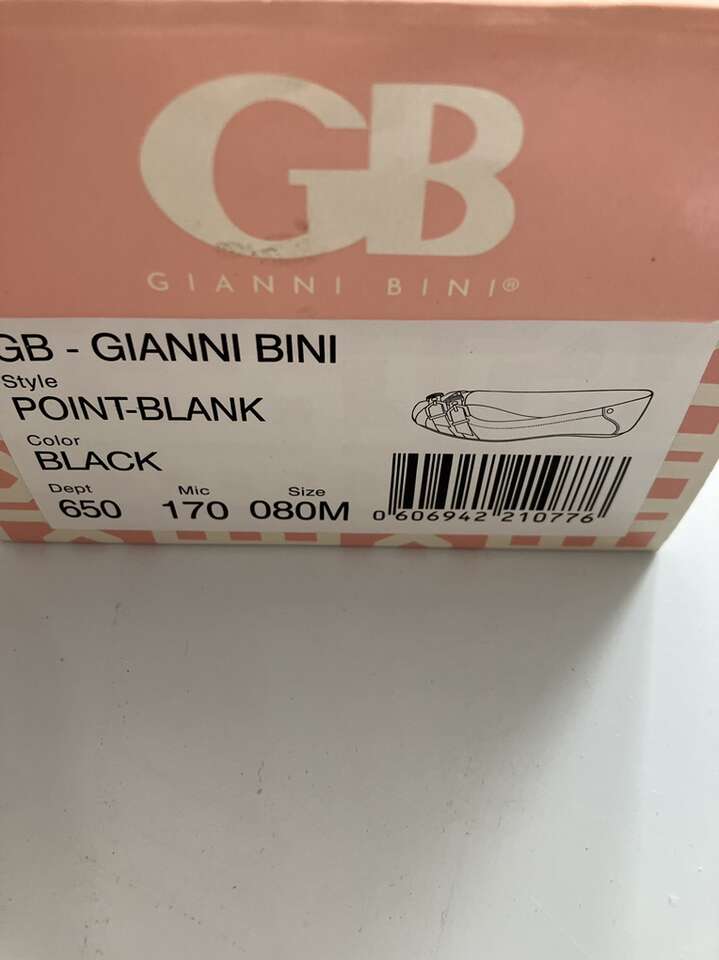 GB
GIANNI BINI®
GB - GIANNI BINI
Style
POINT-BLANK
Color
BLACK
Dept Mic Size
650 170 080M
0 606942 210776